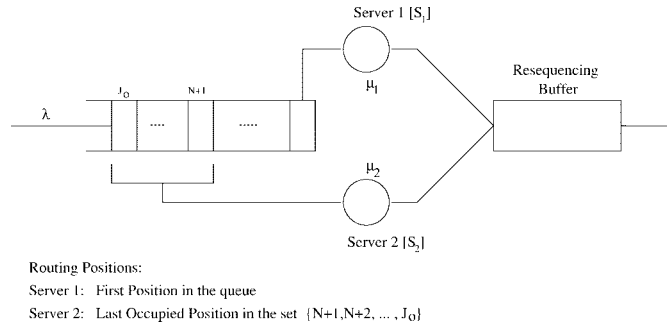 Server 1 [S1]
Resequencing
Buffer
J0
N+1
λ
μ1
....
.....
μ2
Server 2 [S2]
Routing Positions:
Server 1: First Position in the queue
Server 2: Last Occupied Position in the set {N+1,N+2, ... , J0}